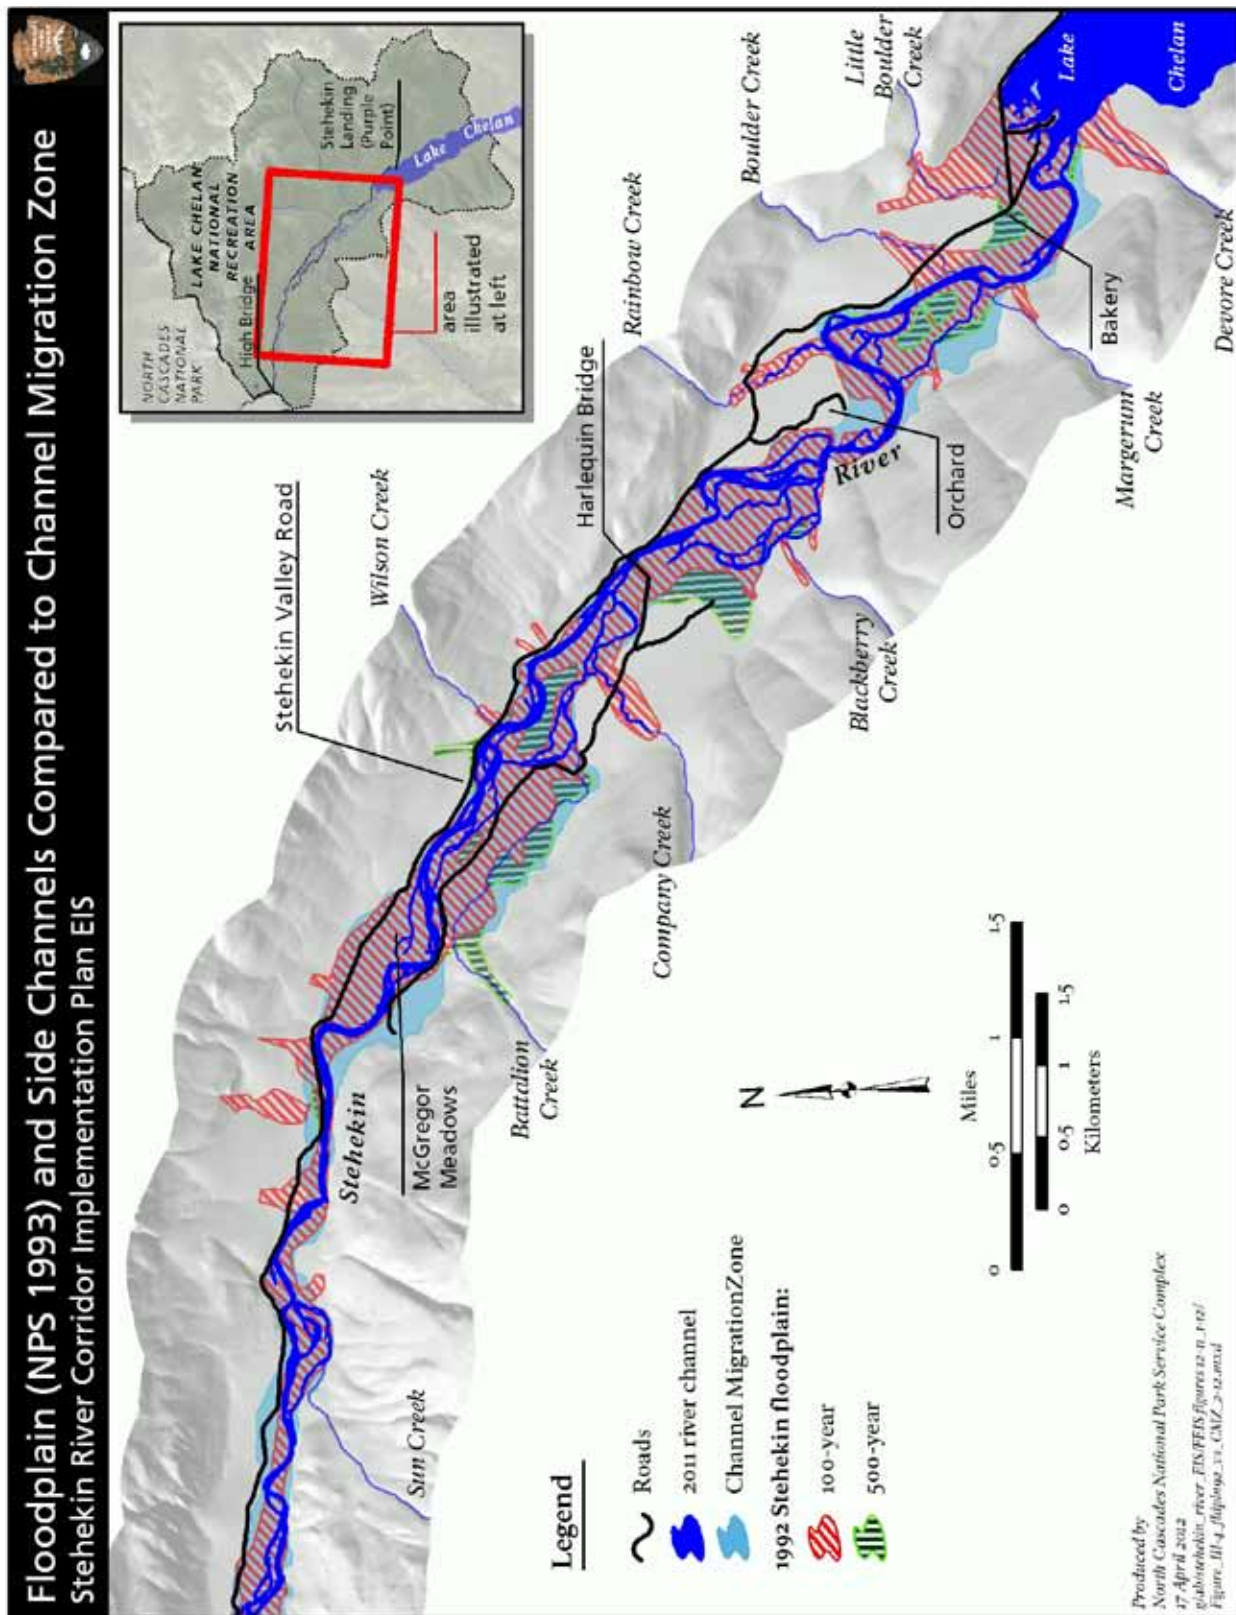 Floodplain (NPS 1993) and Side Channels Compared to Channel Migration Zone
Stehekin River Corridor Implementation Plan EIS
NORTH
CASCADES
NATIONAL
PARK
High Bridge
LAKE CHELAN
NATIONAL
RECREATION
AREA
Stehekin
Landing
(Purple
Point)
Lake Chelan
area
illustrated
at left
Stehekin Valley Road
Wilson Creek
Harlequin Bridge
Rainbow Creek
Boulder Creek
Little
Boulder
Creek
Lake
Chelan
Stehekin
River
McGregor
Meadows
Battalion
Creek
Company Creek
Blackberry
Creek
Orchard
Margerum
Creek
Bakery
Devore Creek
Sun Creek
N
Miles
0 0.5 1 1.5
0 0.5 1 1.5
Kilometers
Legend
Roads
2011 river channel
Channel MigrationZone
1992 Stehekin floodplain:
100-year
500-year
Produced by
North Cascades National Park Service Complex
17 April 2012